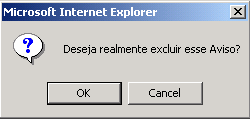 Microsoft Internet Explorer
Deseja realmente excluir esse Aviso?
OK
Cancel